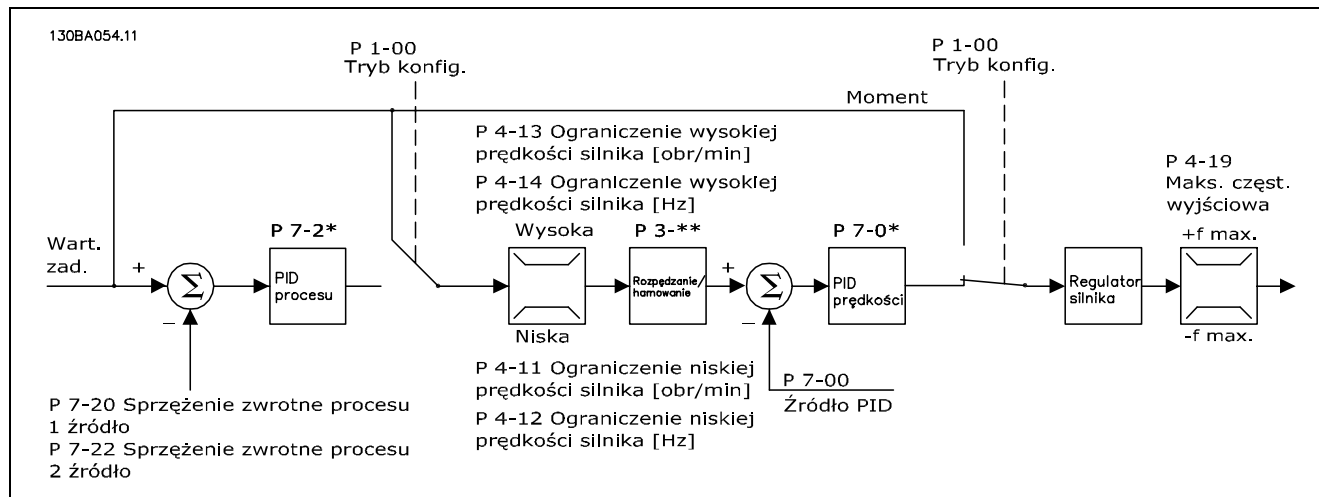 130BA054.11
P 1-00
Tryb konfig.
P 1-00
Tryb konfig.
Moment
P 4-13 Ograniczenie wysokiej
prędkości silnika [obr/min]
P 4-14 Ograniczenie wysokiej
prędkości silnika [Hz]
P 4-19
Maks. częst.
wyjściowa
Wart.
zad.
+
Σ
–
P 7-2*
PID
procesu
Wysoka
Niska
P 3-**
Rozpędzanie/
hamowanie
+
Σ
–
P 7-0*
PID
prędkości
Regulator
silnika
+f max.
-f max.
P 7-20 Sprzężenie zwrotne procesu
1 źródło
P 7-22 Sprzężenie zwrotne procesu
2 źródło
P 4-11 Ograniczenie niskiej
prędkości silnika [obr/min]
P 4-12 Ograniczenie niskiej
prędkości silnika [Hz]
P 7-00
Źródło PID